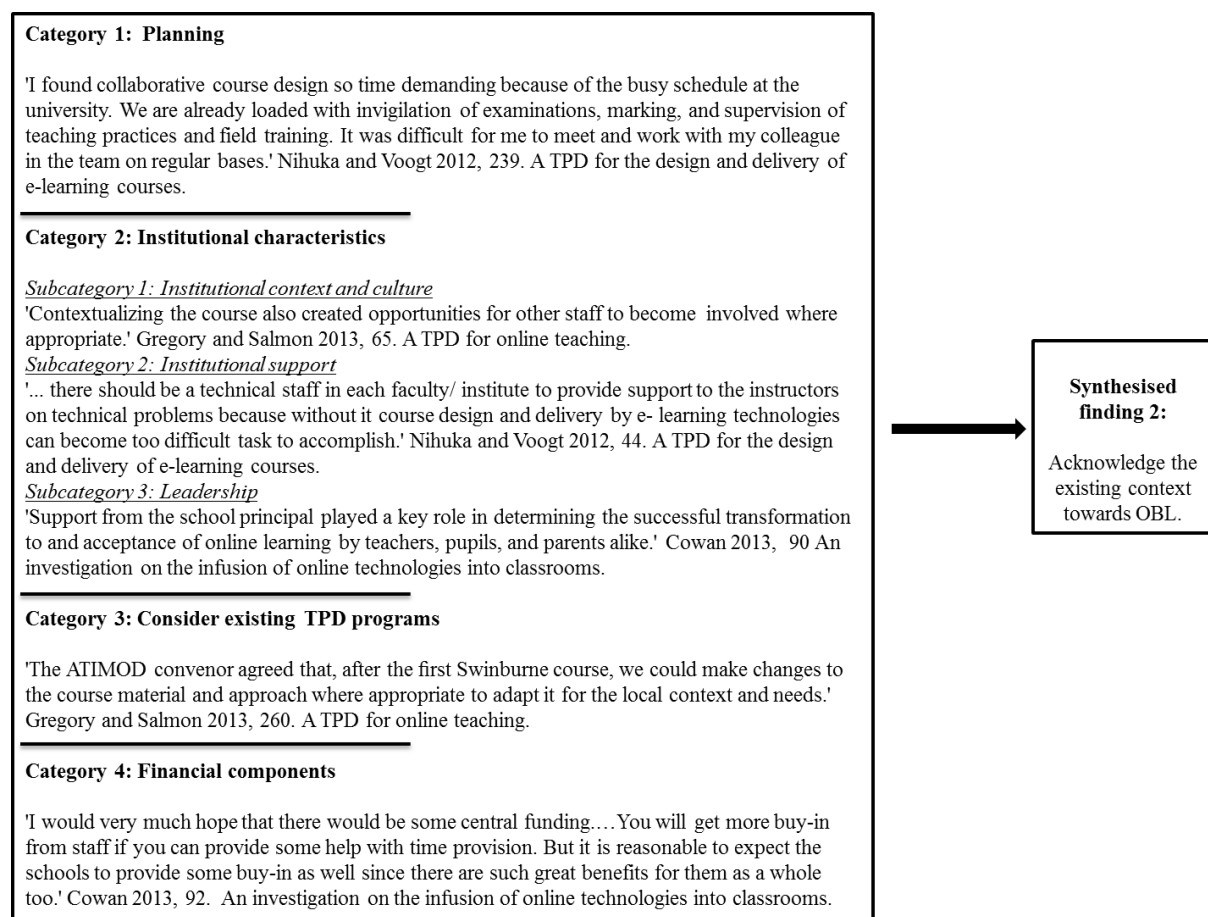 Category 1: Planning
'I found collaborative course design so time demanding because of the busy schedule at the
university. We are already loaded with invigilation of examinations, marking, and supervision of
teaching practices and field training. It was difficult for me to meet and work with my colleague
in the team on regular bases.' Nihuka and Voogt 2012, 239. A TPD for the design and delivery of
e-learning courses.
Category 2: Institutional characteristics
Subcategory 1: Institutional context and culture
'Contextualizing the course also created opportunities for other staff to become involved where
appropriate.' Gregory and Salmon 2013, 65. A TPD for online teaching.
Subcategory 2: Institutional support
'... there should be a technical staff in each faculty/ institute to provide support to the instructors
on technical problems because without it course design and delivery by e- learning technologies
can become too difficult task to accomplish.' Nihuka and Voogt 2012, 44. A TPD for the design
and delivery of e-learning courses.
Subcategory 3: Leadership
'Support from the school principal played a key role in determining the successful transformation
to and acceptance of online learning by teachers, pupils, and parents alike.' Cowan 2013, 90 An
investigation on the infusion of online technologies into classrooms.
Category 3: Consider existing TPD programs
'The ATIMOD convenor agreed that, after the first Swinburne course, we could make changes to
the course material and approach where appropriate to adapt it for the local context and needs.'
Gregory and Salmon 2013, 260. A TPD for online teaching.
Category 4: Financial components
'I would very much hope that there would be some central funding.…You will get more buy-in
from staff if you can provide some help with time provision. But it is reasonable to expect the
schools to provide some buy-in as well since there are such great benefits for them as a whole
too.' Cowan 2013, 92. An investigation on the infusion of online technologies into classrooms.
Synthesised
finding 2:
Acknowledge the
existing context
towards OBL.